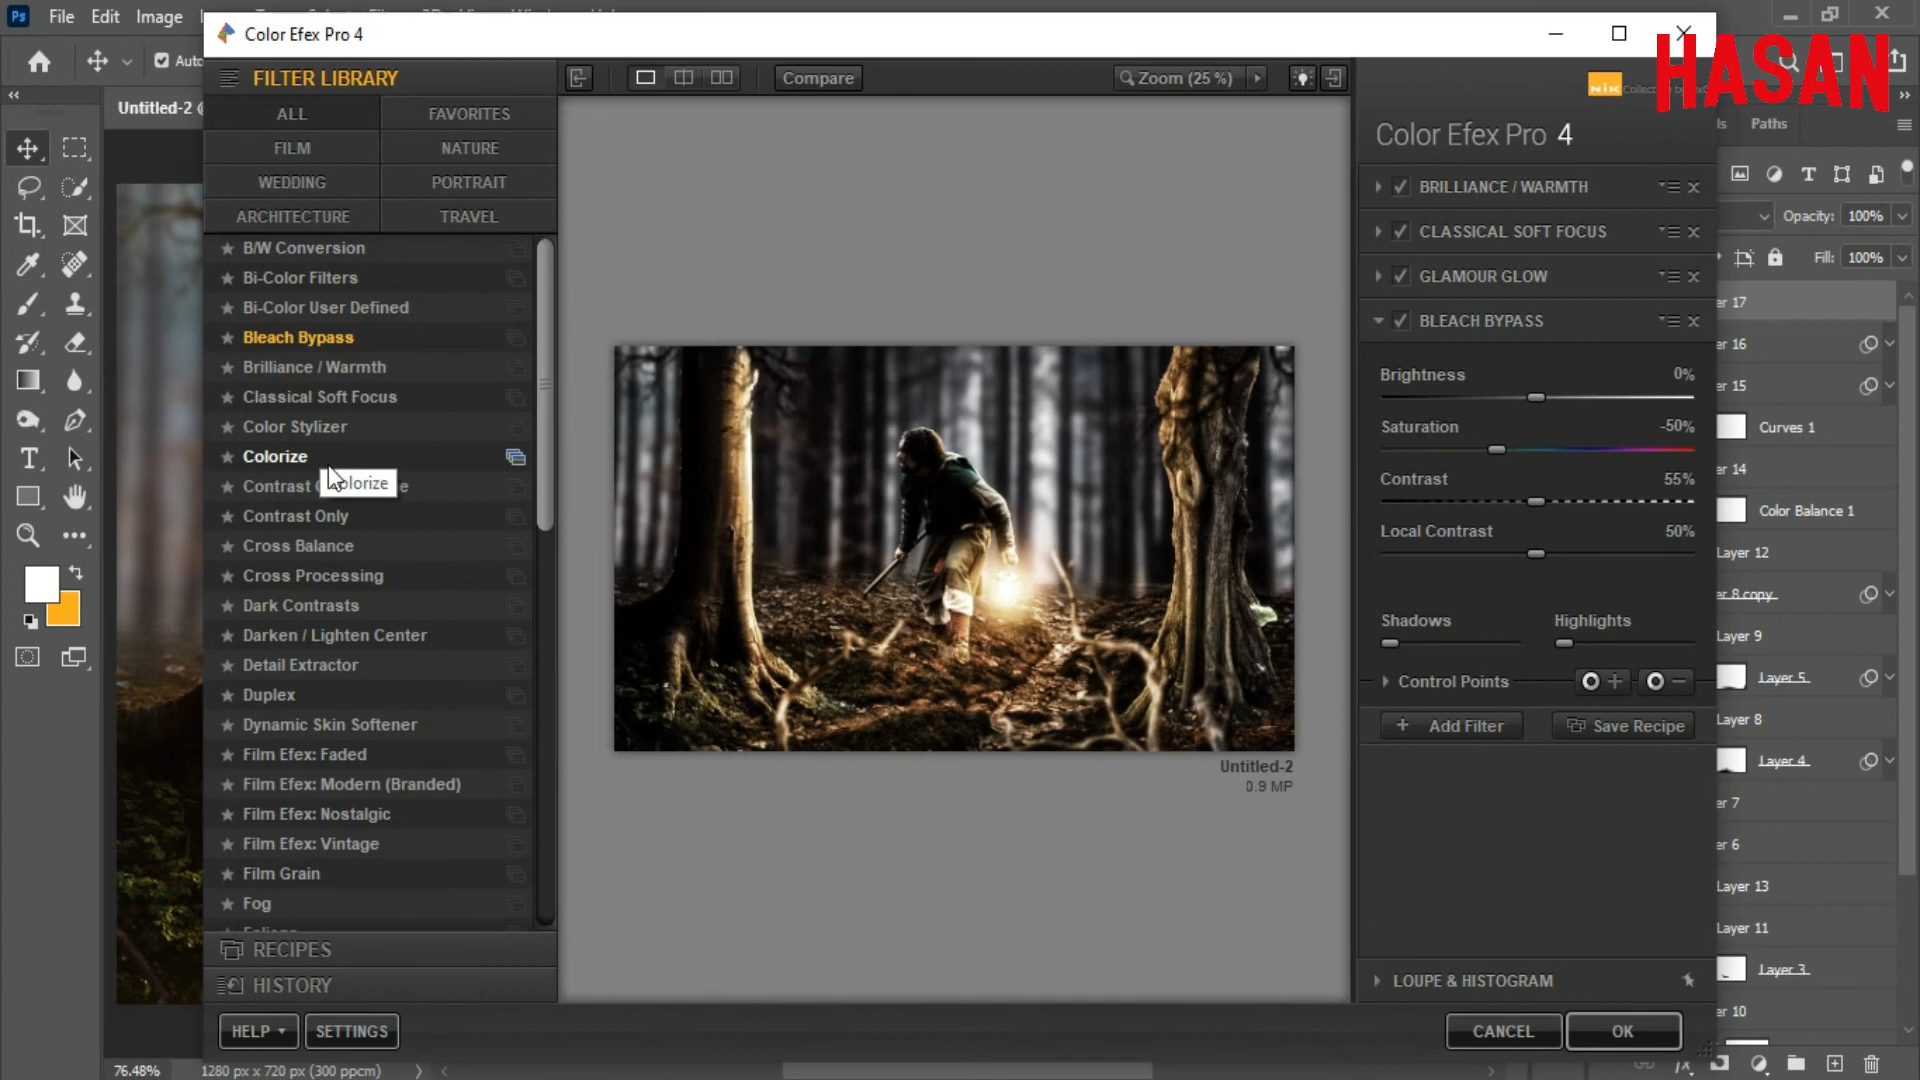 Ps File Edit Image
Color Efex Pro 4
HASAN
Auto
FILTER LIBRARY
Compare
Zoom (25 %)
Nik Collection
Untitled-2 @
ALL FAVORITES
FILM NATURE
WEDDING PORTRAIT
ARCHITECTURE TRAVEL
B/W Conversion
Bi-Color Filters
Bi-Color User Defined
Bleach Bypass
Brilliance / Warmth
Classical Soft Focus
Color Stylizer
Colorize
Colorize
Contrast
Contrast Only
Cross Balance
Cross Processing
Dark Contrasts
Darken / Lighten Center
Detail Extractor
Duplex
Dynamic Skin Softener
Film Efex: Faded
Film Efex: Modern (Branded)
Film Efex: Nostalgic
Film Efex: Vintage
Film Grain
Fog
RECIPES
HISTORY
HELP SETTINGS
76.48% 1280 px x 720 px (300 ppcm)
Untitled-2
0.9 MP
Color Efex Pro 4
BRILLIANCE / WARMTH
CLASSICAL SOFT FOCUS
GLAMOUR GLOW
BLEACH BYPASS
Brightness 0%
Saturation -50%
Contrast 55%
Local Contrast 50%
Shadows Highlights
Control Points
Add Filter Save Recipe
LOUPE & HISTOGRAM
CANCEL OK
ls Paths
Opacity: 100%
Fill: 100%
er 17
er 16
er 15
Curves 1
er 14
Color Balance 1
Layer 12
er 8 copy
Layer 9
Layer 5
Layer 8
Layer 4
er 7
er 6
Layer 13
Layer 11
Layer 3
er 10